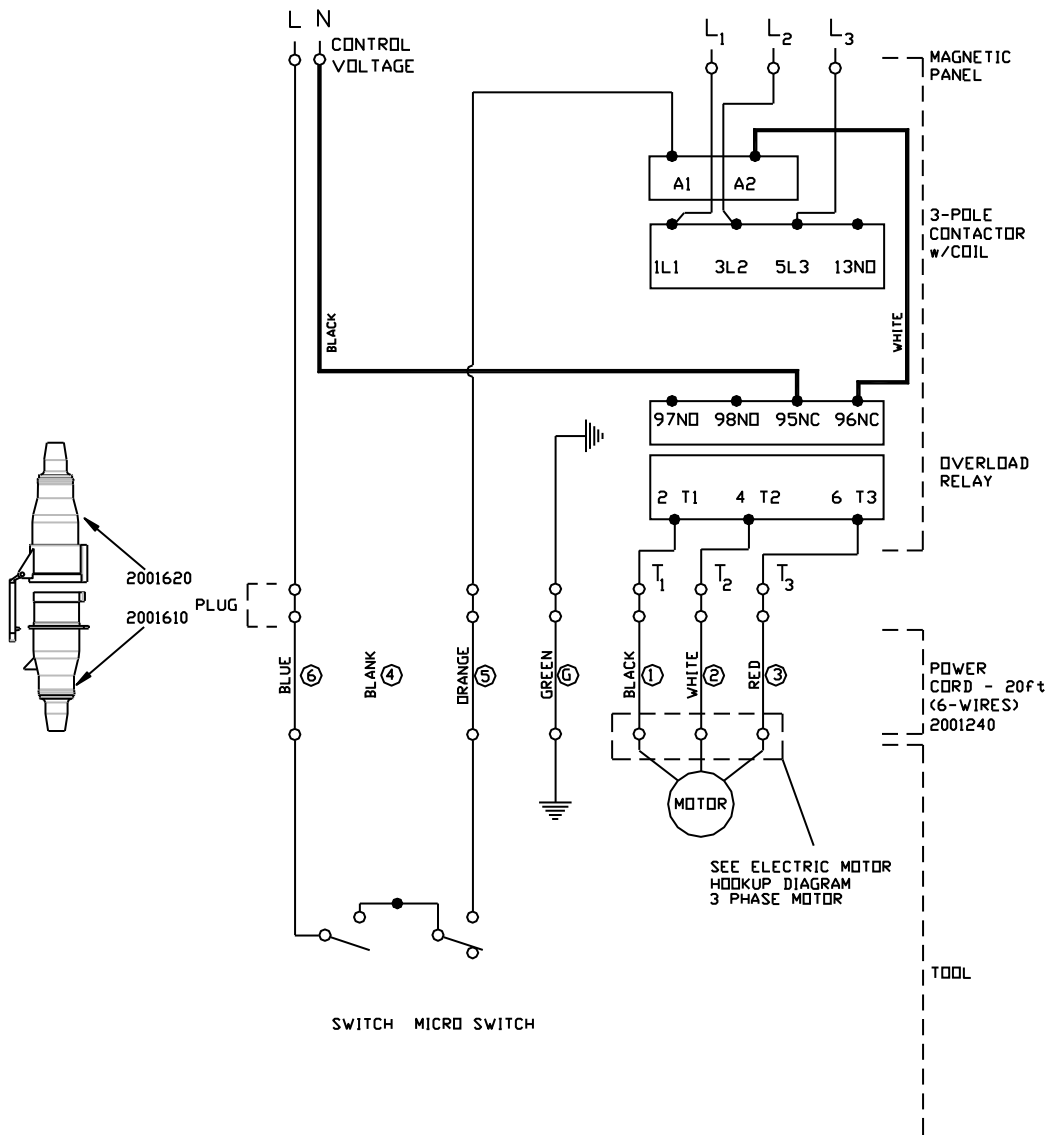 L N
CONTROL
VOLTAGE
L1 L2 L3
MAGNETIC
PANEL
A1 A2
3-POLE
CONTACTOR
w/COIL
1L1 3L2 5L3 13NO
BLACK
WHITE
97NO 98NO 95NC 96NC
OVERLOAD
RELAY
2 T1 4 T2 6 T3
T1 T2 T3
2001620
PLUG
2001610
BLUE 6
BLANK 4
ORANGE 5
GREEN G
BLACK 1
WHITE 2
RED 3
POWER
CORD - 20ft
(6-WIRES)
2001240
MOTOR
SEE ELECTRIC MOTOR
HOOKUP DIAGRAM
3 PHASE MOTOR
TOOL
SWITCH MICRO SWITCH